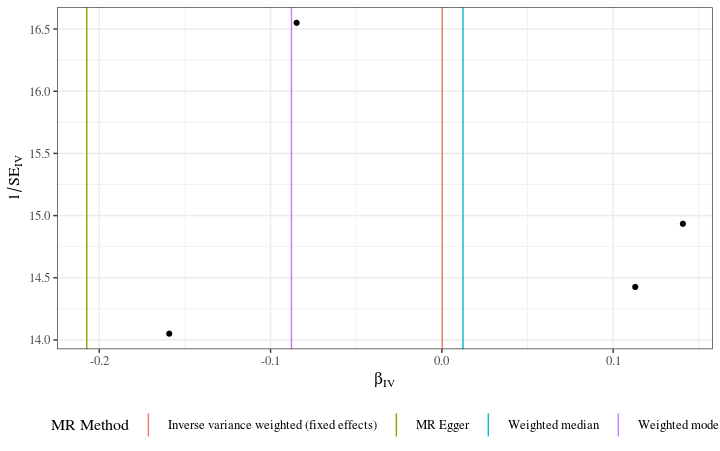 16.5
16.0
15.5
15.0
14.5
14.0
1/SE_IV
-0.2
-0.1
0.0
0.1
β_IV
MR Method
Inverse variance weighted (fixed effects)
MR Egger
Weighted median
Weighted mode